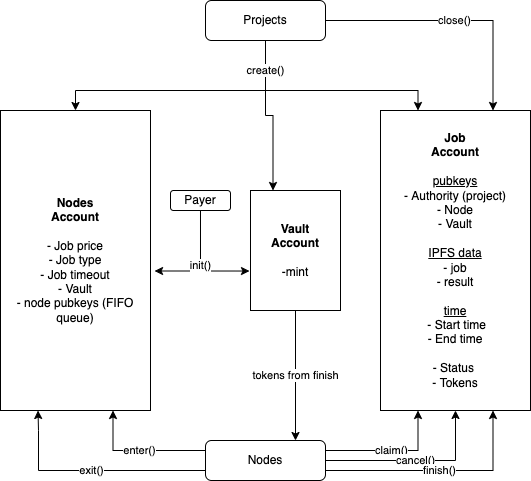 Projects
close()
create()
Nodes
Account
- Job price
- Job type
- Job timeout
- Vault
- node pubkeys (FIFO
queue)
Payer
init()
Vault
Account
-mint
tokens from finish
Job
Account
pubkeys
- Authority (project)
- Node
- Vault
IPFS data
- job
- result
time
- Start time
- End time
- Status
- Tokens
enter()
exit()
Nodes
claim()
cancel()
finish()